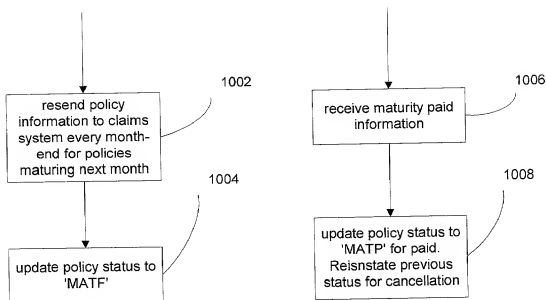 1002
resend policy
information to claims
system every month-
end for policies
maturing next month
1004
update policy status to
'MATF'
1006
receive maturity paid
information
1008
update policy status to
'MATP' for paid.
Reisnstate previous
status for cancellation